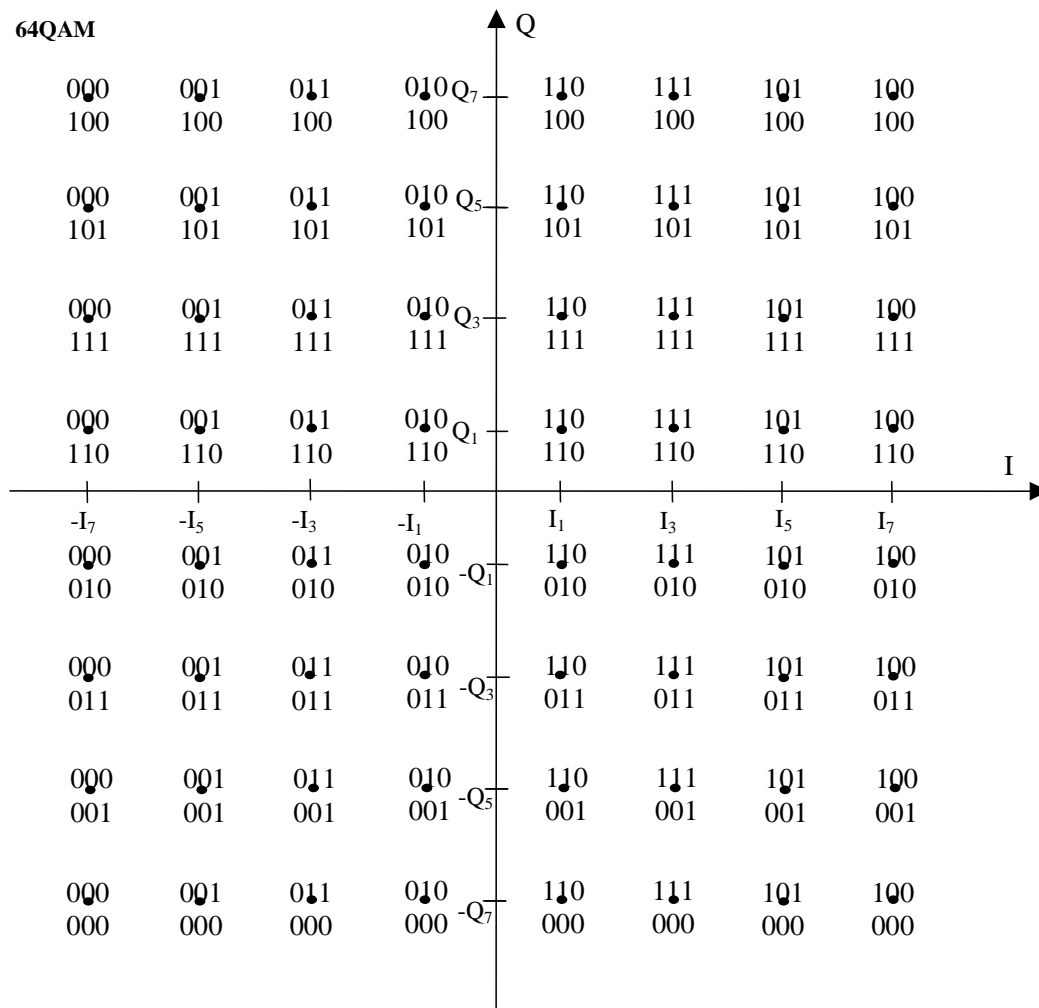 64QAM
Q
000 001 011 010 Q7 110 111 101 100
100 100 100 100 100 100 100 100
000 001 011 010 Q5 110 111 101 100
101 101 101 101 101 101 101 101
000 001 011 010 Q3 110 111 101 100
111 111 111 111 111 111 111 111
000 001 011 010 Q1 110 111 101 100
110 110 110 110 110 110 110 110
I
-I7 -I5 -I3 -I1 I1 I3 I5 I7
000 001 011 010 -Q1 110 111 101 100
010 010 010 010 010 010 010 010
000 001 011 010 -Q3 110 111 101 100
011 011 011 011 011 011 011 011
000 001 011 010 -Q5 110 111 101 100
001 001 001 001 001 001 001 001
000 001 011 010 -Q7 110 111 101 100
000 000 000 000 000 000 000 000